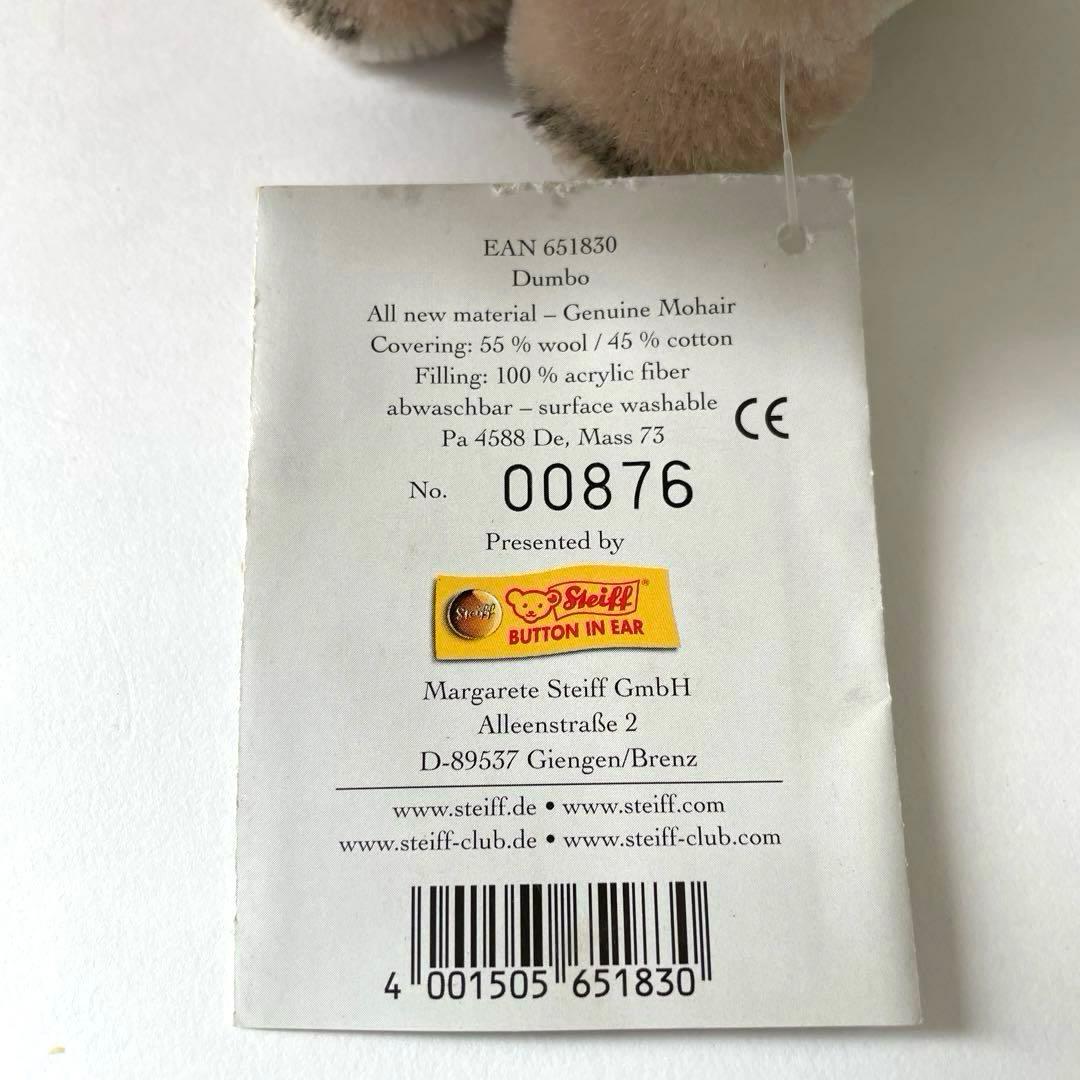 EAN 651830
Dumbo
All new material – Genuine Mohair
Covering: 55 % wool / 45 % cotton
Filling: 100 % acrylic fiber
abwaschbar – surface washable CE
Pa 4588 De, Mass 73
No. 00876
Presented by
Steiff Steiff®
BUTTON IN EAR
Margarete Steiff GmbH
Alleenstraße 2
D-89537 Giengen/Brenz
www.steiff.de • www.steiff.com
www.steiff-club.de • www.steiff-club.com
4 001505 651830